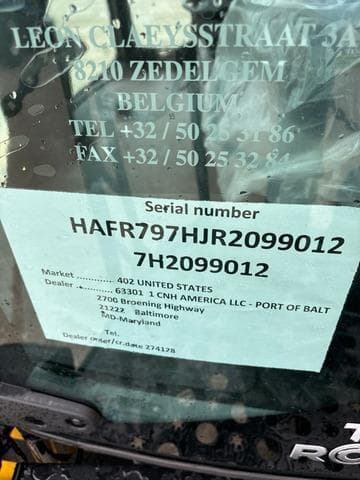 LEON CLAEYSSTRAAT 3A
8210 ZEDELGEM
BELGIUM
TEL +32 / 50 25 31 86
FAX +32 / 50 25 32 84
Serial number
HAFR797HJR2099012
7H2099012
Market .............. 402 UNITED STATES
Dealer .............. 63301 1 CNH AMERICA LLC - PORT OF BALT
2700 Broening Highway
21222 Baltimore
MD-Maryland
Tel.
Dealer order/cr.date 274128